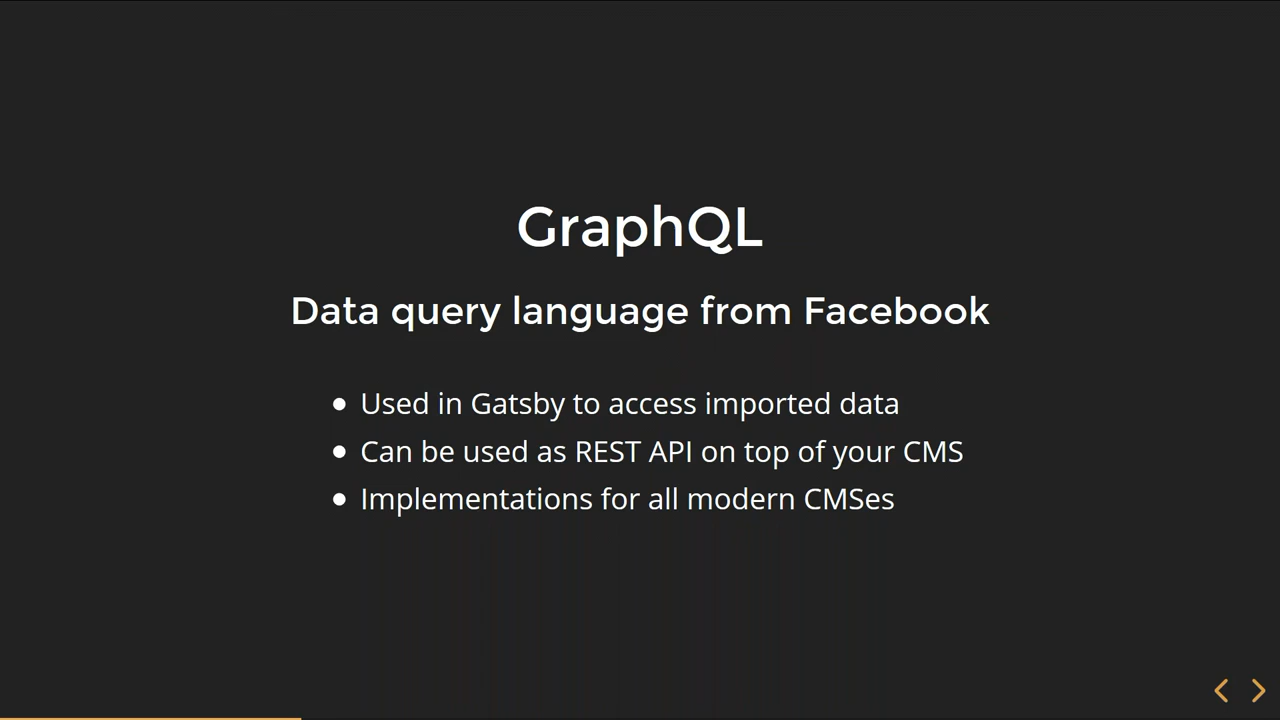 GraphQL
Data query language from Facebook
Used in Gatsby to access imported data
Can be used as REST API on top of your CMS
Implementations for all modern CMSes